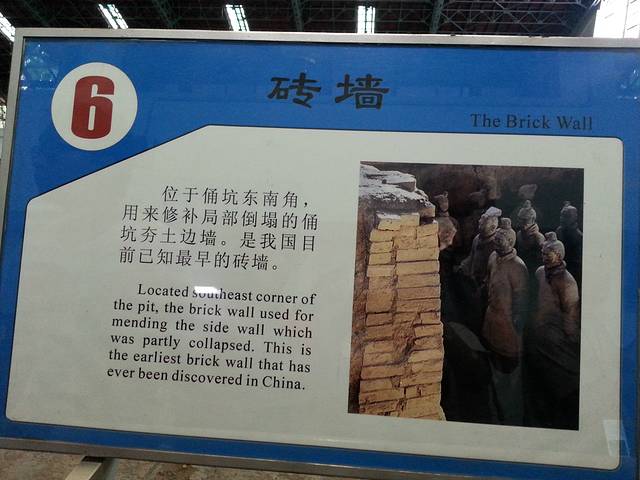 6
砖墙
The Brick Wall
位于俑坑东南角，
用来修补局部倒塌的俑
坑夯土边墙。是我国目
前已知最早的砖墙。
Located southeast corner of
the pit, the brick wall used for
mending the side wall which
was partly collapsed. This is
the earliest brick wall that has
ever been discovered in China.